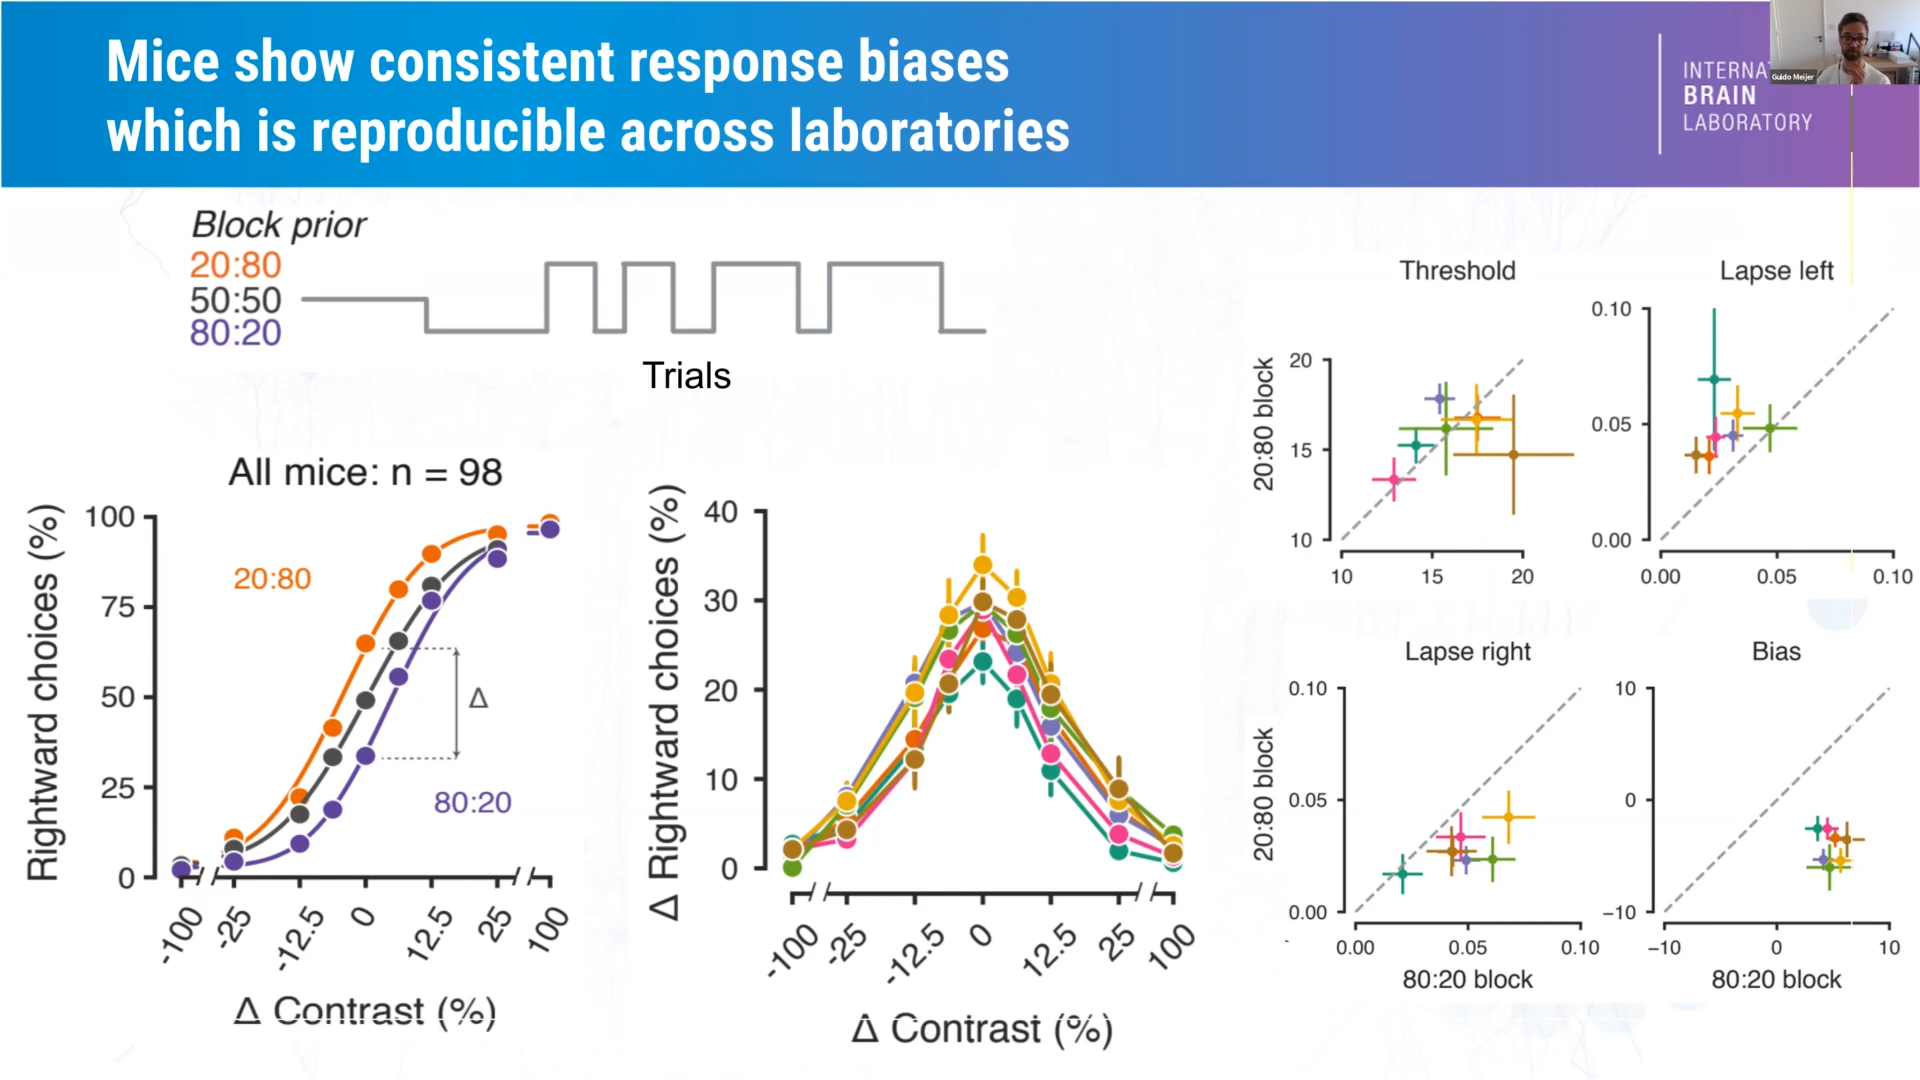 Mice show consistent response biases
which is reproducible across laboratories
INTERNA
BRAIN
LABORATORY
Guido Meijer
Block prior
20:80
50:50
80:20
Trials
All mice: n = 98
Rightward choices (%)
100
75
50
25
0
20:80
Δ
80:20
-100 -25 -12.5 0 12.5 25 100
Δ Contrast (%)
Δ Rightward choices (%)
40
30
20
10
0
-100 -25 -12.5 0 12.5 25 100
Δ Contrast (%)
Threshold
20:80 block
20
15
10
10 15 20
Lapse left
0.10
0.05
0.00
0.00 0.05 0.10
Lapse right
20:80 block
0.10
0.05
0.00
0.00 0.05 0.10
80:20 block
Bias
10
0
−10
−10 0 10
80:20 block